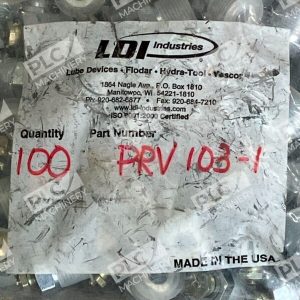 LDI Industries
Lube Devices • Flodar • Hydra-Tool • Vescor
1864 Nagle Ave., P.O. Box 1810
Manitowoc, WI 54221-1810
Ph- 920-682-6877 • Fax: 920-684-7210
www.ldi-industries.com
ISO 9001:2000 Certified
Quantity Part Number
100 PRV 103-1
MADE IN THE USA